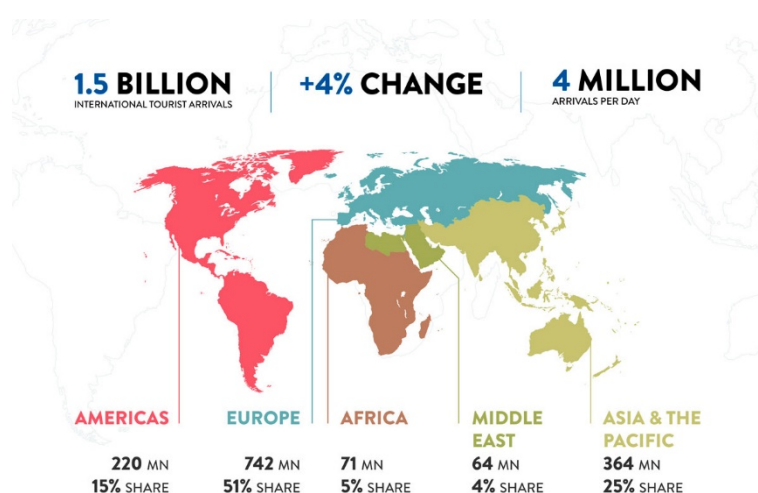 1.5 BILLION
INTERNATIONAL TOURIST ARRIVALS
+4% CHANGE
4 MILLION
ARRIVALS PER DAY
AMERICAS
220 MN
15% SHARE
EUROPE
742 MN
51% SHARE
AFRICA
71 MN
5% SHARE
MIDDLE
EAST
64 MN
4% SHARE
ASIA & THE
PACIFIC
364 MN
25% SHARE